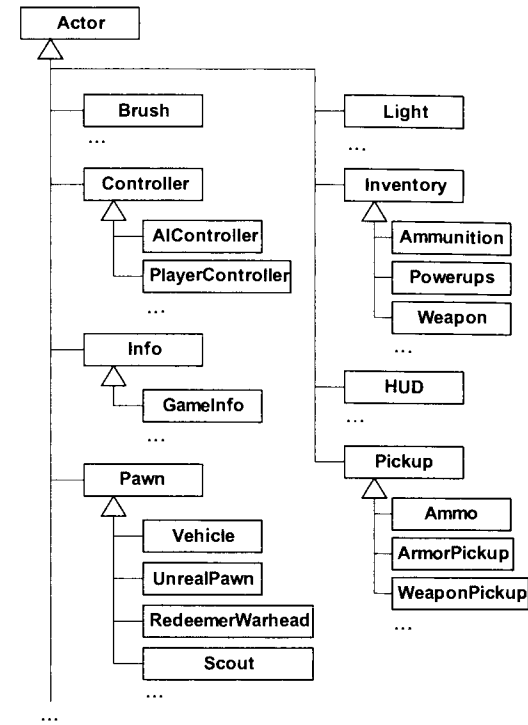 Actor
Brush
...
Controller
AIController
PlayerController
...
Info
GameInfo
...
Pawn
Vehicle
UnrealPawn
RedeemerWarhead
Scout
...
...
Light
...
Inventory
Ammunition
Powerups
Weapon
...
HUD
...
Pickup
Ammo
ArmorPickup
WeaponPickup
...